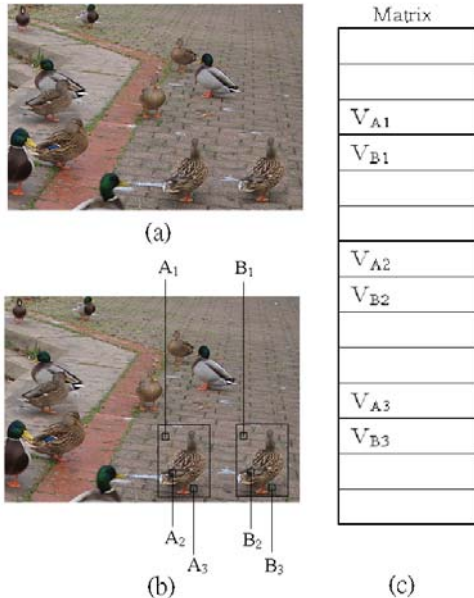 Matrix
V_A1
V_B1
V_A2
V_B2
V_A3
V_B3
(a)
A₁ B₁
A₂ A₃ B₂ B₃
(b)
(c)